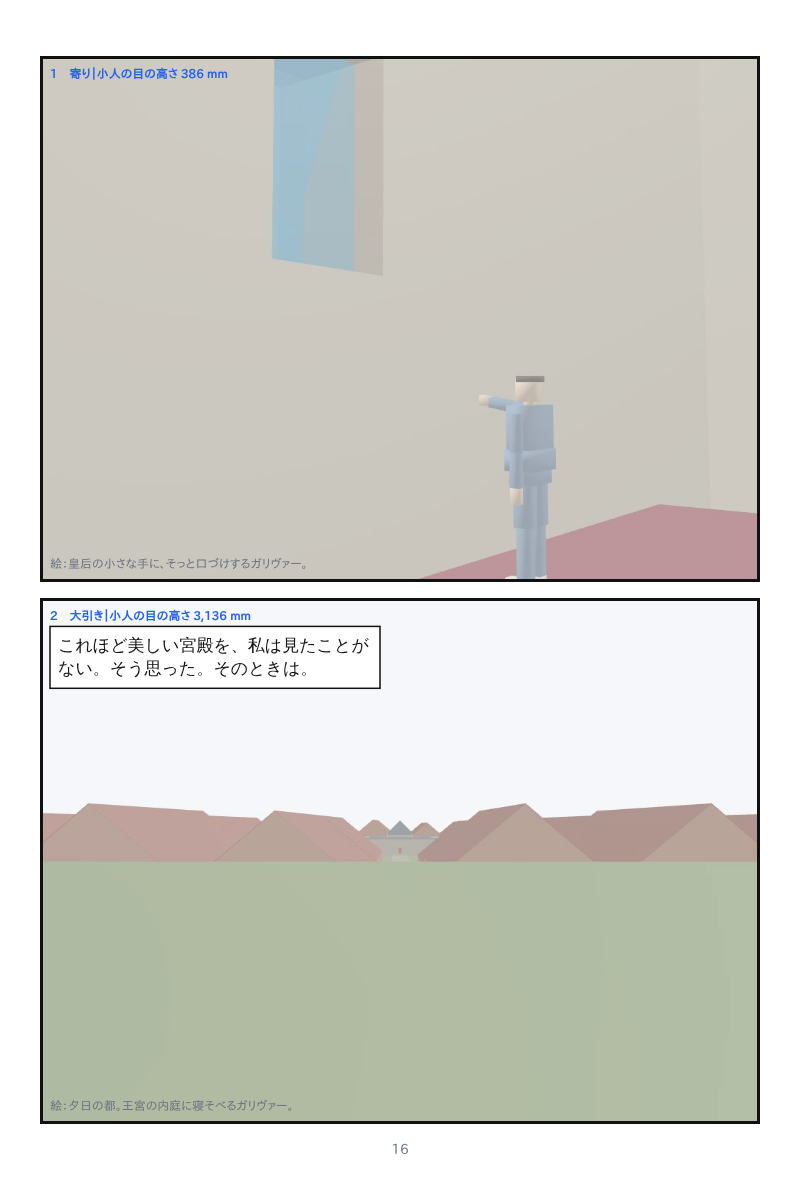 1 寄り|小人の目の高さ 386 mm
絵：皇后の小さな手に、そっと口づけするガリヴァー。
2 大引き|小人の目の高さ 3,136 mm
これほど美しい宮殿を、私は見たことが
ない。そう思った。そのときは。
絵：夕日の都。王宮の内庭に寝そべるガリヴァー。
16